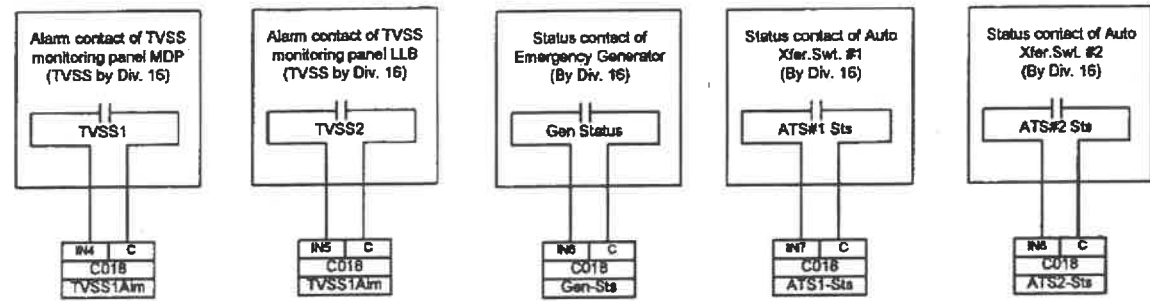 Alarm contact of TVSS
monitoring panel MDP
(TVSS by Div. 16)
TVSS1
IN4 C
C018
TVSS1Alm
Alarm contact of TVSS
monitoring panel LLB
(TVSS by Div. 16)
TVSS2
IN5 C
C018
TVSS1Alm
Status contact of
Emergency Generator
(By Div. 16)
Gen Status
IN6 C
C018
Gen-Sts
Status contact of Auto
Xfer.Swt. #1
(By Div. 16)
ATS#1 Sts
IN7 C
C018
ATS1-Sts
Status contact of Auto
Xfer.Swt. #2
(By Div. 16)
ATS#2 Sts
IN8 C
C018
ATS2-Sts